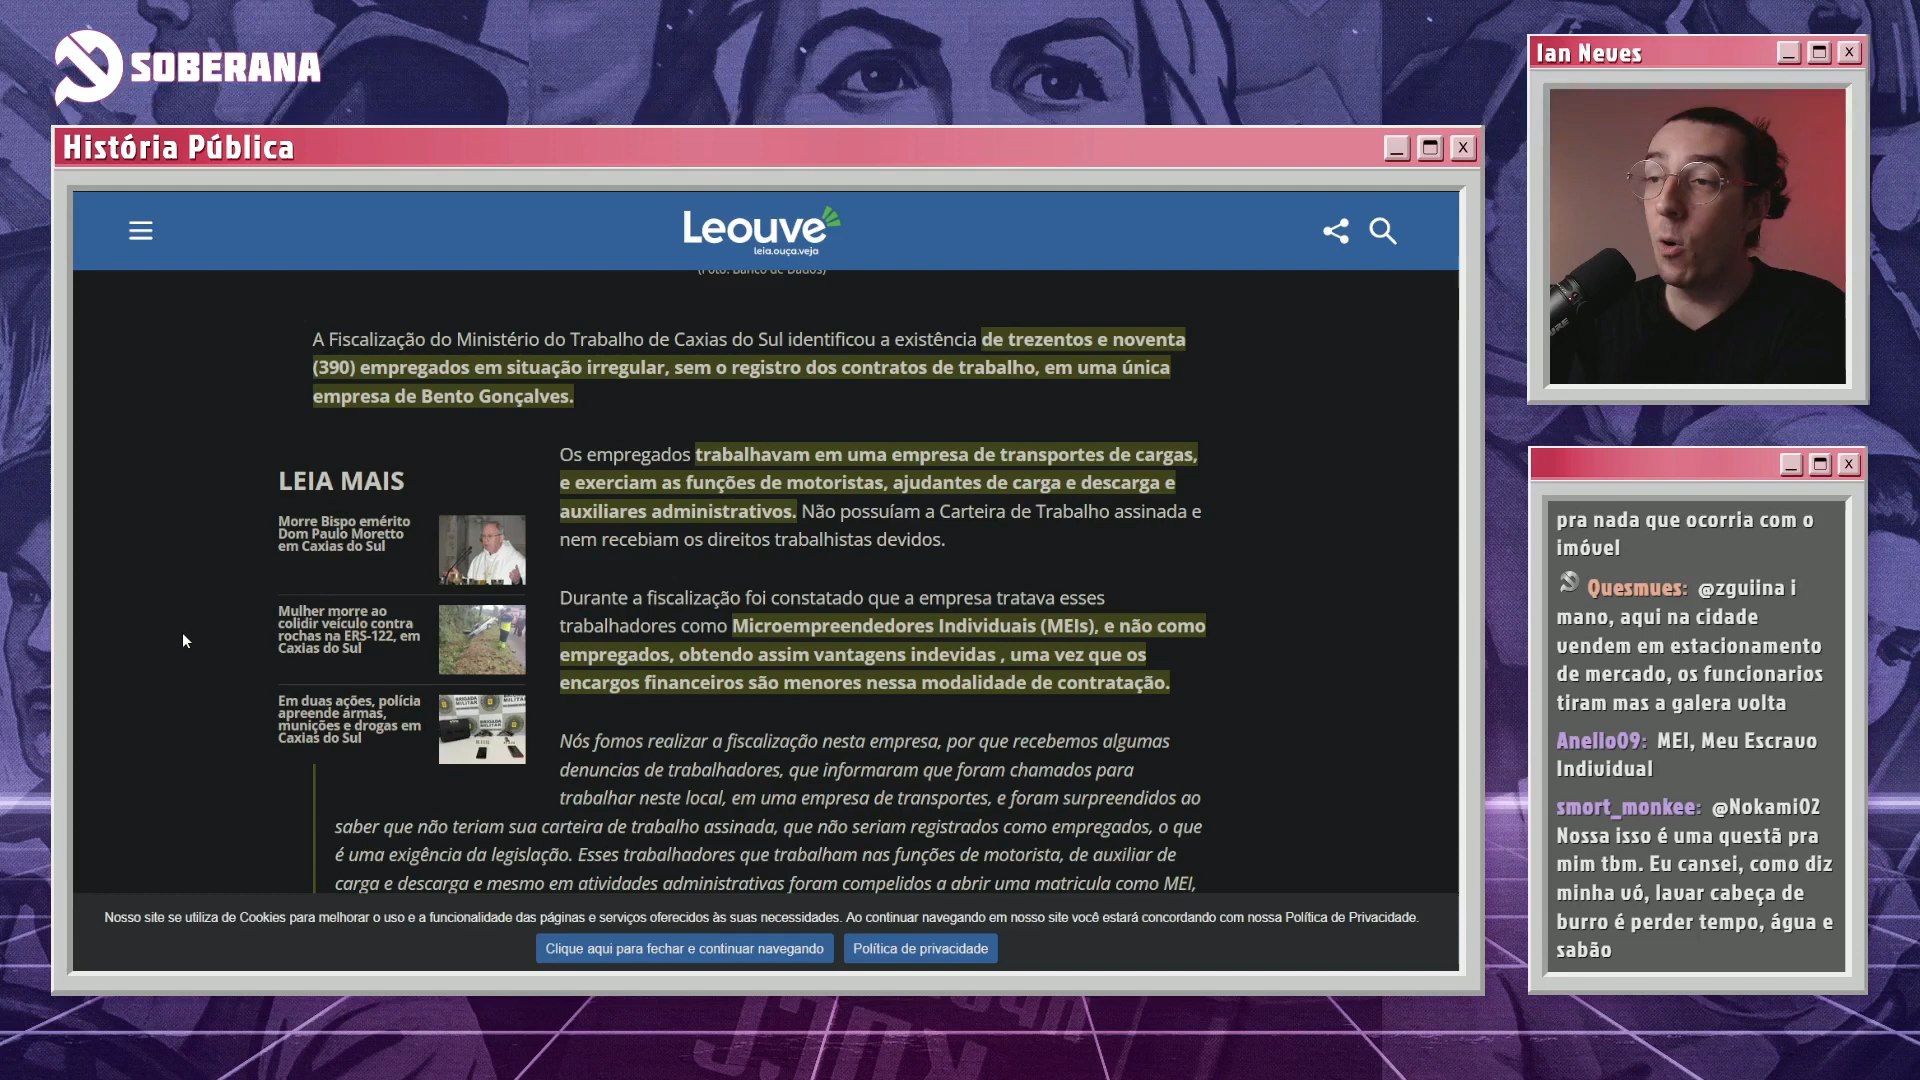 SOBERANA
História Pública
Leouve
leia.ouça.veja
(Foto: Banco de Dados)
A Fiscalização do Ministério do Trabalho de Caxias do Sul identificou a existência de trezentos e noventa
(390) empregados em situação irregular, sem o registro dos contratos de trabalho, em uma única
empresa de Bento Gonçalves.
LEIA MAIS
Morre Bispo emérito
Dom Paulo Moretto
em Caxias do Sul
Mulher morre ao
colidir veículo contra
rochas na ERS-122, em
Caxias do Sul
Em duas ações, polícia
apreende armas,
munições e drogas em
Caxias do Sul
Os empregados trabalhavam em uma empresa de transportes de cargas,
e exerciam as funções de motoristas, ajudantes de carga e descarga e
auxiliares administrativos. Não possuíam a Carteira de Trabalho assinada e
nem recebiam os direitos trabalhistas devidos.
Durante a fiscalização foi constatado que a empresa tratava esses
trabalhadores como Microempreendedores Individuais (MEIs), e não como
empregados, obtendo assim vantagens indevidas , uma vez que os
encargos financeiros são menores nessa modalidade de contratação.
Nós fomos realizar a fiscalização nesta empresa, por que recebemos algumas
denuncias de trabalhadores, que informaram que foram chamados para
trabalhar neste local, em uma empresa de transportes, e foram surpreendidos ao
saber que não teriam sua carteira de trabalho assinada, que não seriam registrados como empregados, o que
é uma exigência da legislação. Esses trabalhadores que trabalham nas funções de motorista, de auxiliar de
carga e descarga e mesmo em atividades administrativas foram compelidos a abrir uma matricula como MEI,
Nosso site se utiliza de Cookies para melhorar o uso e a funcionalidade das páginas e serviços oferecidos às suas necessidades. Ao continuar navegando em nosso site você estará concordando com nossa Política de Privacidade.
Clique aqui para fechar e continuar navegando
Política de privacidade
Ian Neves
pra nada que ocorria com o
imóvel
Quesmues: @zguiina i
mano, aqui na cidade
vendem em estacionamento
de mercado, os funcionarios
tiram mas a galera volta
Anello09: MEI, Meu Escravo
Individual
smort_monkee: @Nokami02
Nossa isso é uma questã pra
mim tbm. Eu cansei, como diz
minha vó, lavar cabeça de
burro é perder tempo, água e
sabão